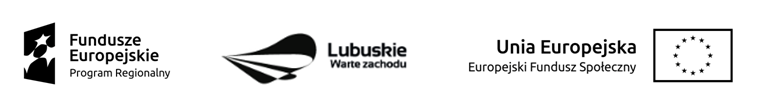 Fundusze
Europejskie
Program Regionalny
Lubuskie
Warte zachodu
Unia Europejska
Europejski Fundusz Społeczny